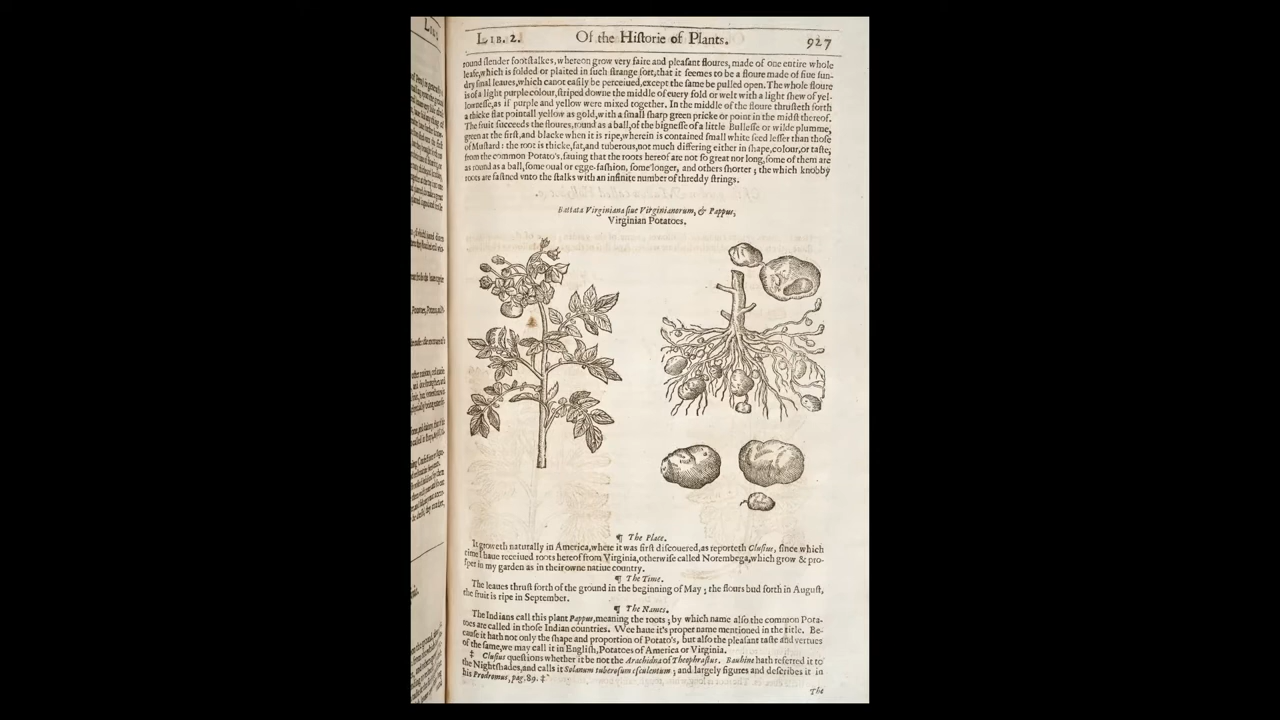 LIB. 2. Of the Hiſtorie of Plants. 927
round ſlender footſtalkes, whereon grow very faire and pleaſant floures, made of one entire whole
leafe, which is folded or plaited in ſuch ſtrange ſort, that it ſeemes to be a floure made of ſiue ſun-
dry ſmal leaues, which canot eaſily be perceiued, except the ſame be pulled open. The whole floure
is of a light purple colour, ſtriped downe the middle of euery fold or welt with a light ſhew of yel-
lowneſſe, as if purple and yellow were mixed together. In the middle of the floure thruſteth forth
a thicke flat pointall yellow as gold, with a ſmall ſharp green pricke or point in the midſt thereof.
The fruit ſucceeds the floures, round as a ball, of the bigneſſe of a little Bulleſſe or wilde plumme,
green at the firſt, and blacke when it is ripe, wherein is contained ſmall white ſeed leſſer than thoſe
of Muſtard: the root is thicke, fat, and tuberous, not much differing either in ſhape, colour, or taſte,
from the common Potato's, ſauing that the roots hereof are not ſo great nor long, ſome of them are
as round as a ball, ſome oual or egge-faſhion, ſome longer, and others ſhorter; the which knobby
roots are faſtned vnto the ſtalks with an infinite number of threddy ſtrings.
Battata Virginiana ſiue Virginianorum, & Pappus,
Virginian Potatoes.
¶ The Place.
It groweth naturally in America, where it was firſt diſcouered, as reporteth Cluſius, ſince which
time I haue receiued roots hereof from Virginia, otherwiſe called Norembega, which grow & pro-
ſper in my garden as in their owne natiue country.
¶ The Time.
The leaues thruſt forth of the ground in the beginning of May; the flours bud forth in Auguſt,
the fruit is ripe in September.
¶ The Names.
The Indians call this plant Pappus, meaning the roots; by which name alſo the common Pota-
toes are called in thoſe Indian countries. Wee haue it's proper name mentioned in the title. Be-
cauſe it hath not only the ſhape and proportion of Potato's, but alſo the pleaſant taſte and vertues
of the ſame, we may call it in Engliſh, Potatoes of America or Virginia.
‡ Cluſius queſtions whether it be not the Arachidna of Theophraſtus. Bauhine hath referred it to
the Nightſhades, and calls it Solanum tuberoſum eſculentum; and largely figures and deſcribes it in
his Prodromus, pag. 89. ‡
The